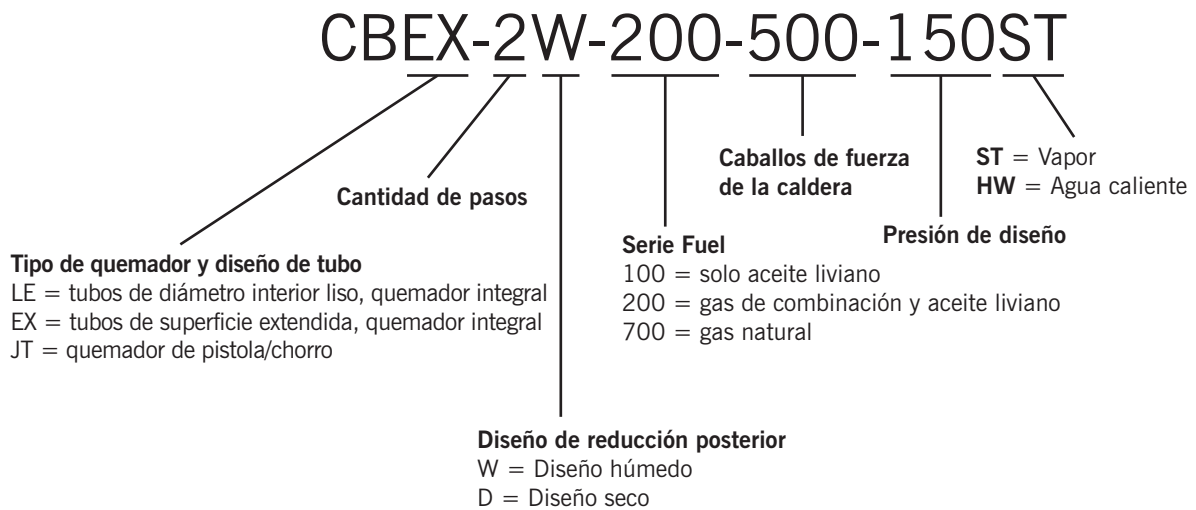 CBEX-2W-200-500-150ST
Caballos de fuerza
de la caldera
ST = Vapor
HW = Agua caliente
Cantidad de pasos
Presión de diseño
Serie Fuel
100 = solo aceite liviano
200 = gas de combinación y aceite liviano
700 = gas natural
Tipo de quemador y diseño de tubo
LE = tubos de diámetro interior liso, quemador integral
EX = tubos de superficie extendida, quemador integral
JT = quemador de pistola/chorro
Diseño de reducción posterior
W = Diseño húmedo
D = Diseño seco